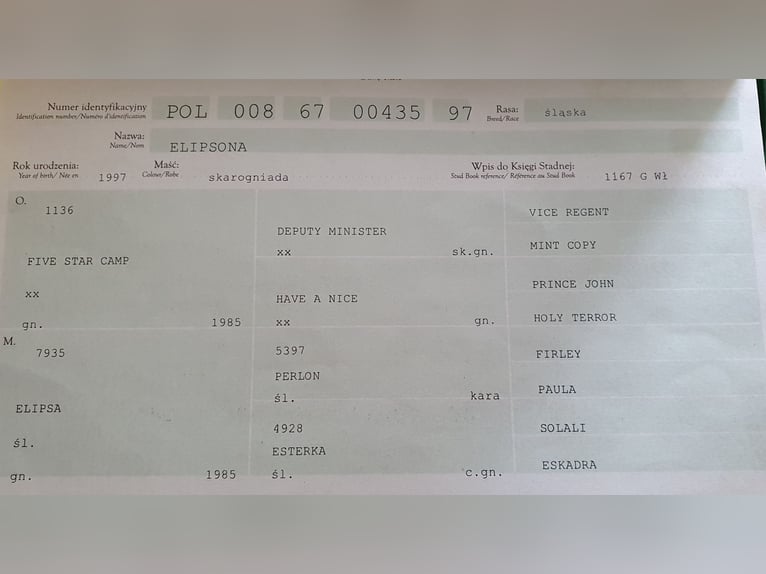 Numer identyfikacyjny POL 008 67 00435 97 Rasa: śląska
Identification number/Numéro d'identification Breed/Race
Nazwa: ELIPSONA
Name/Nom
Rok urodzenia: 1997 Maść: skarogniada Wpis do Księgi Stadnej: 1167 G Wł
Year of birth/ Née en Colour/Robe Stud Book reference/ Référence au Stud Book
O.
1136
FIVE STAR CAMP
xx
gn. 1985
DEPUTY MINISTER
xx sk.gn.
HAVE A NICE
xx gn.
VICE REGENT
MINT COPY
PRINCE JOHN
HOLY TERROR
M.
7935
ELIPSA
śl.
gn. 1985
5397
PERLON
śl. kara
4928
ESTERKA
śl. c.gn.
FIRLEY
PAULA
SOLALI
ESKADRA